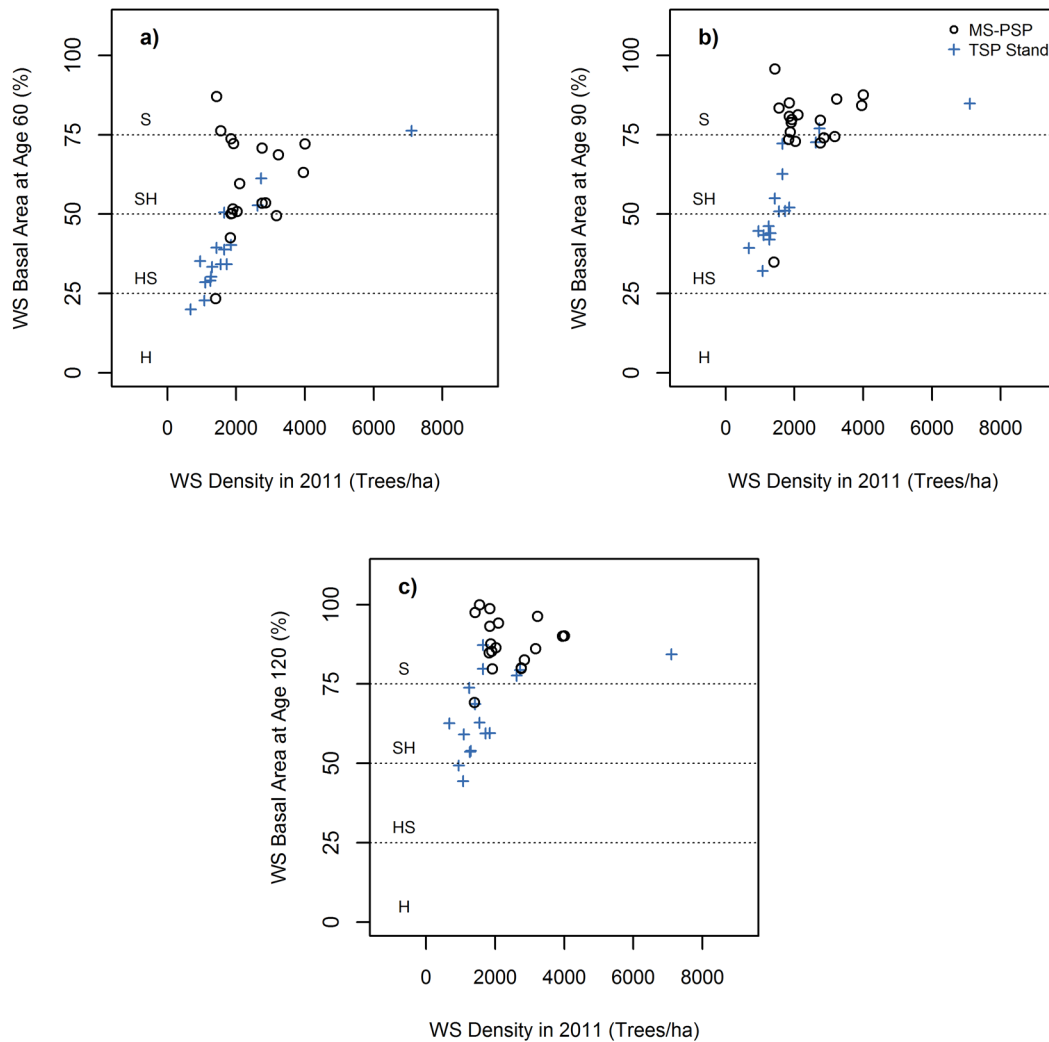 a)
WS Basal Area at Age 60 (%)
100
75
50
25
0
S
SH
HS
H
0 2000 4000 6000 8000
WS Density in 2011 (Trees/ha)
b)
MS-PSP
TSP Stand
WS Basal Area at Age 90 (%)
100
75
50
25
0
S
SH
HS
H
0 2000 4000 6000 8000
WS Density in 2011 (Trees/ha)
c)
WS Basal Area at Age 120 (%)
100
75
50
25
0
S
SH
HS
H
0 2000 4000 6000 8000
WS Density in 2011 (Trees/ha)